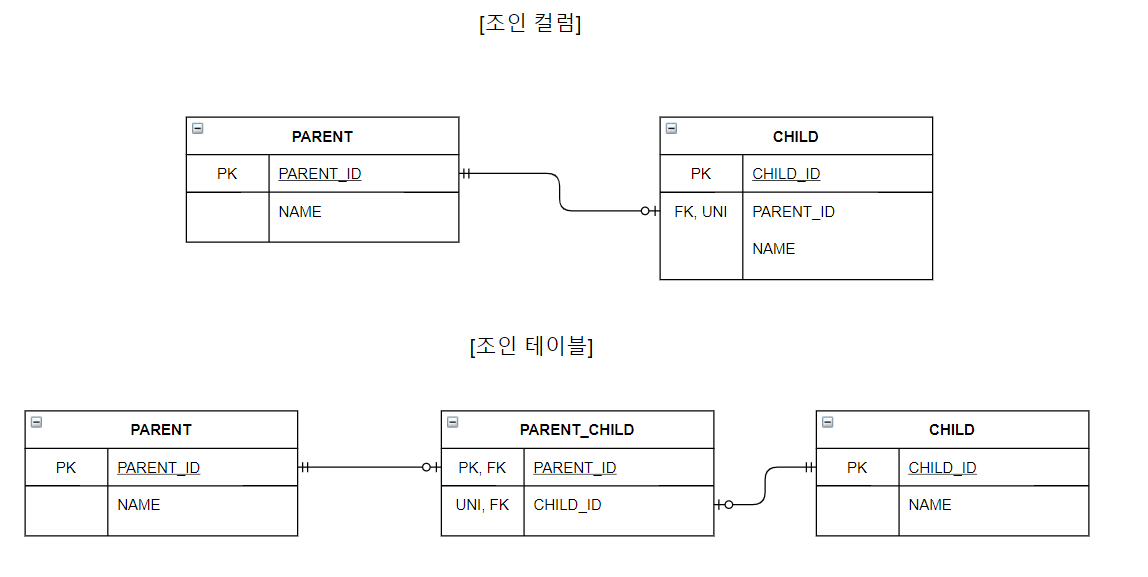 [조인 컬럼]
PARENT
PK PARENT_ID
NAME
CHILD
PK CHILD_ID
FK, UNI PARENT_ID
NAME
[조인 테이블]
PARENT
PK PARENT_ID
NAME
PARENT_CHILD
PK, FK PARENT_ID
UNI, FK CHILD_ID
CHILD
PK CHILD_ID
NAME